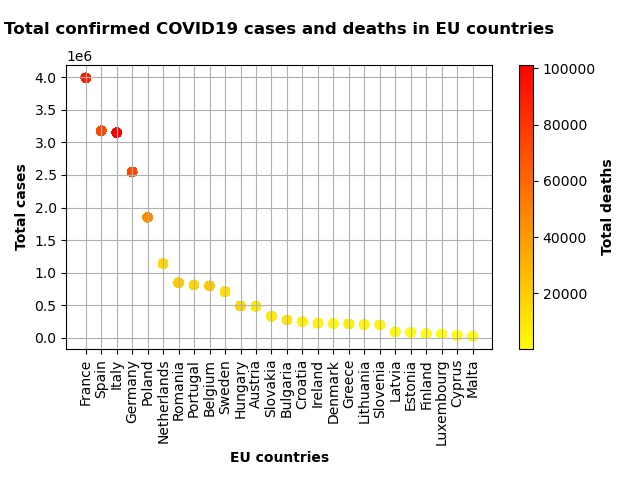 Total confirmed COVID19 cases and deaths in EU countries
1e6
4.0
3.5
3.0
2.5
2.0
1.5
1.0
0.5
0.0
Total cases
France
Spain
Italy
Germany
Poland
Netherlands
Romania
Portugal
Belgium
Sweden
Hungary
Austria
Slovakia
Bulgaria
Croatia
Ireland
Denmark
Greece
Lithuania
Slovenia
Latvia
Estonia
Finland
Luxembourg
Cyprus
Malta
EU countries
100000
80000
60000
40000
20000
Total deaths